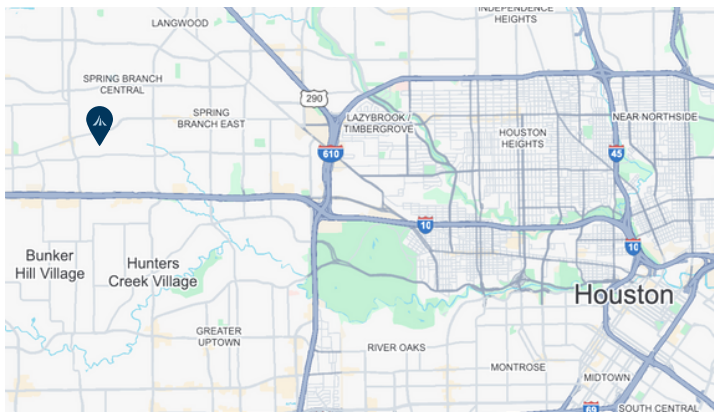 LANGWOOD
INDEPENDENCE
HEIGHTS
SPRING BRANCH
CENTRAL
290
SPRING
BRANCH EAST
LAZYBROOK /
TIMBERGROVE
NEAR NORTHSIDE
HOUSTON
HEIGHTS
610
45
10
10
Bunker
Hill Village
Hunters
Creek Village
Houston
GREATER
UPTOWN
RIVER OAKS
MONTROSE
MIDTOWN
69
SOUTH CENTRAL